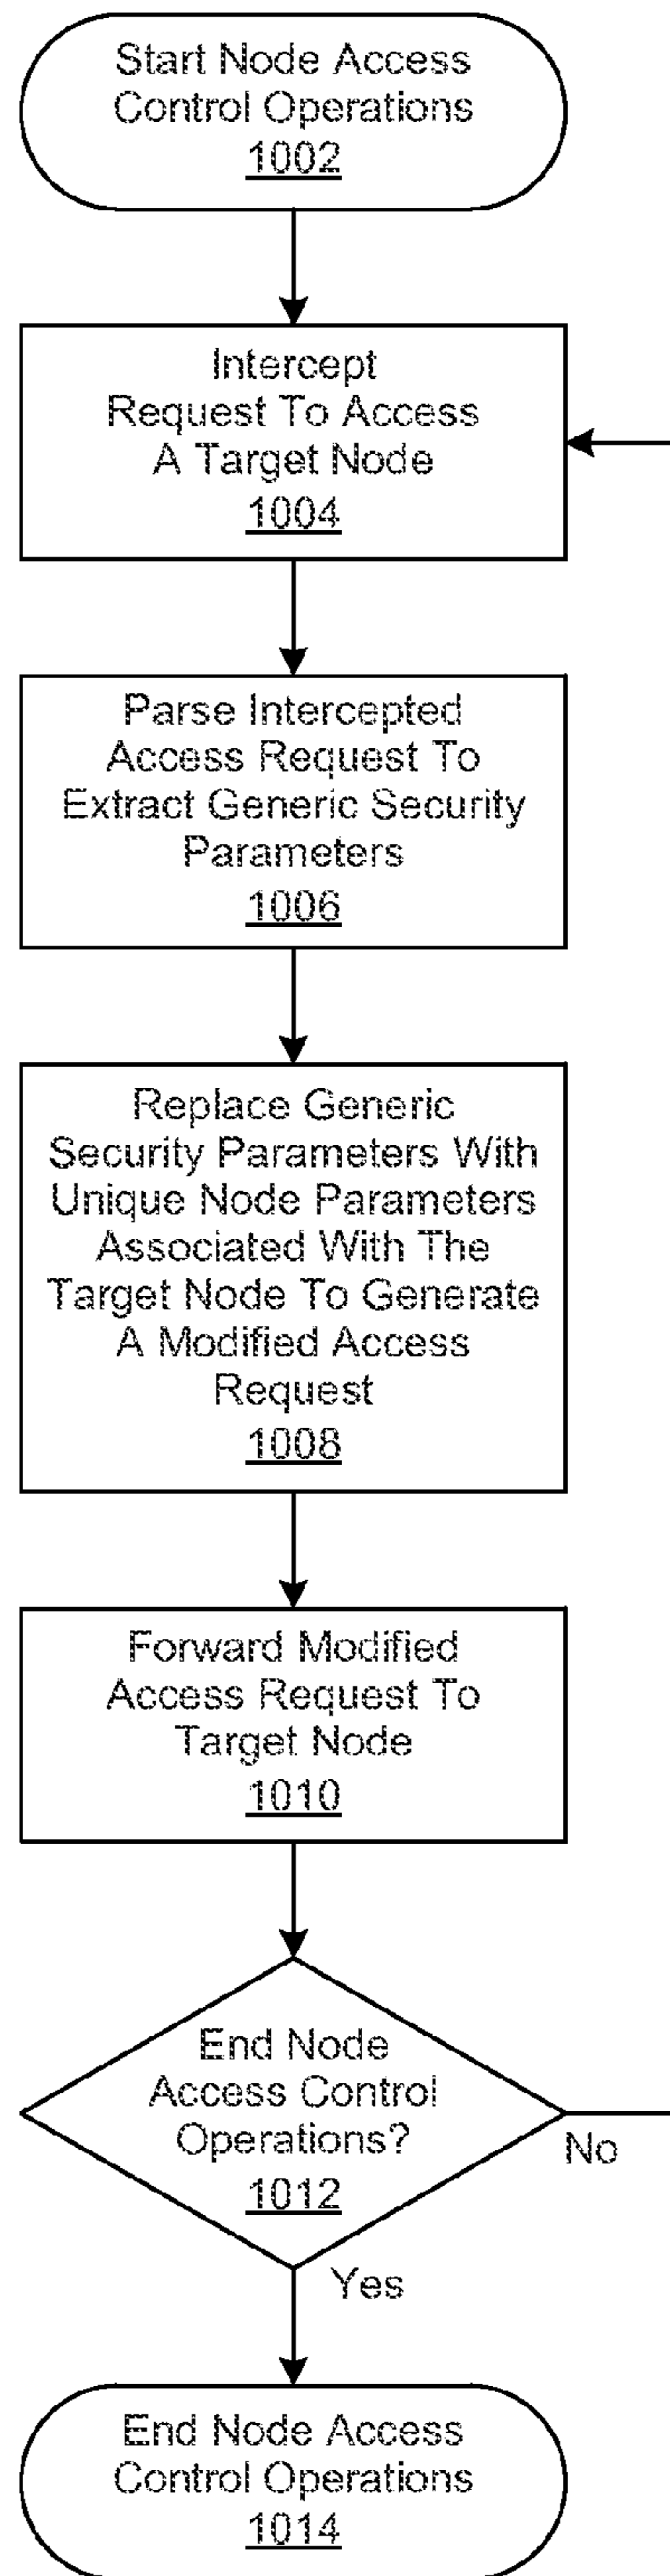 Start Node Access
Control Operations
1002
Intercept
Request To Access
A Target Node
1004
Parse Intercepted
Access Request To
Extract Generic Security
Parameters
1006
Replace Generic
Security Parameters With
Unique Node Parameters
Associated With The
Target Node To Generate
A Modified Access
Request
1008
Forward Modified
Access Request To
Target Node
1010
End Node
Access Control
Operations?
1012
No
Yes
End Node Access
Control Operations
1014